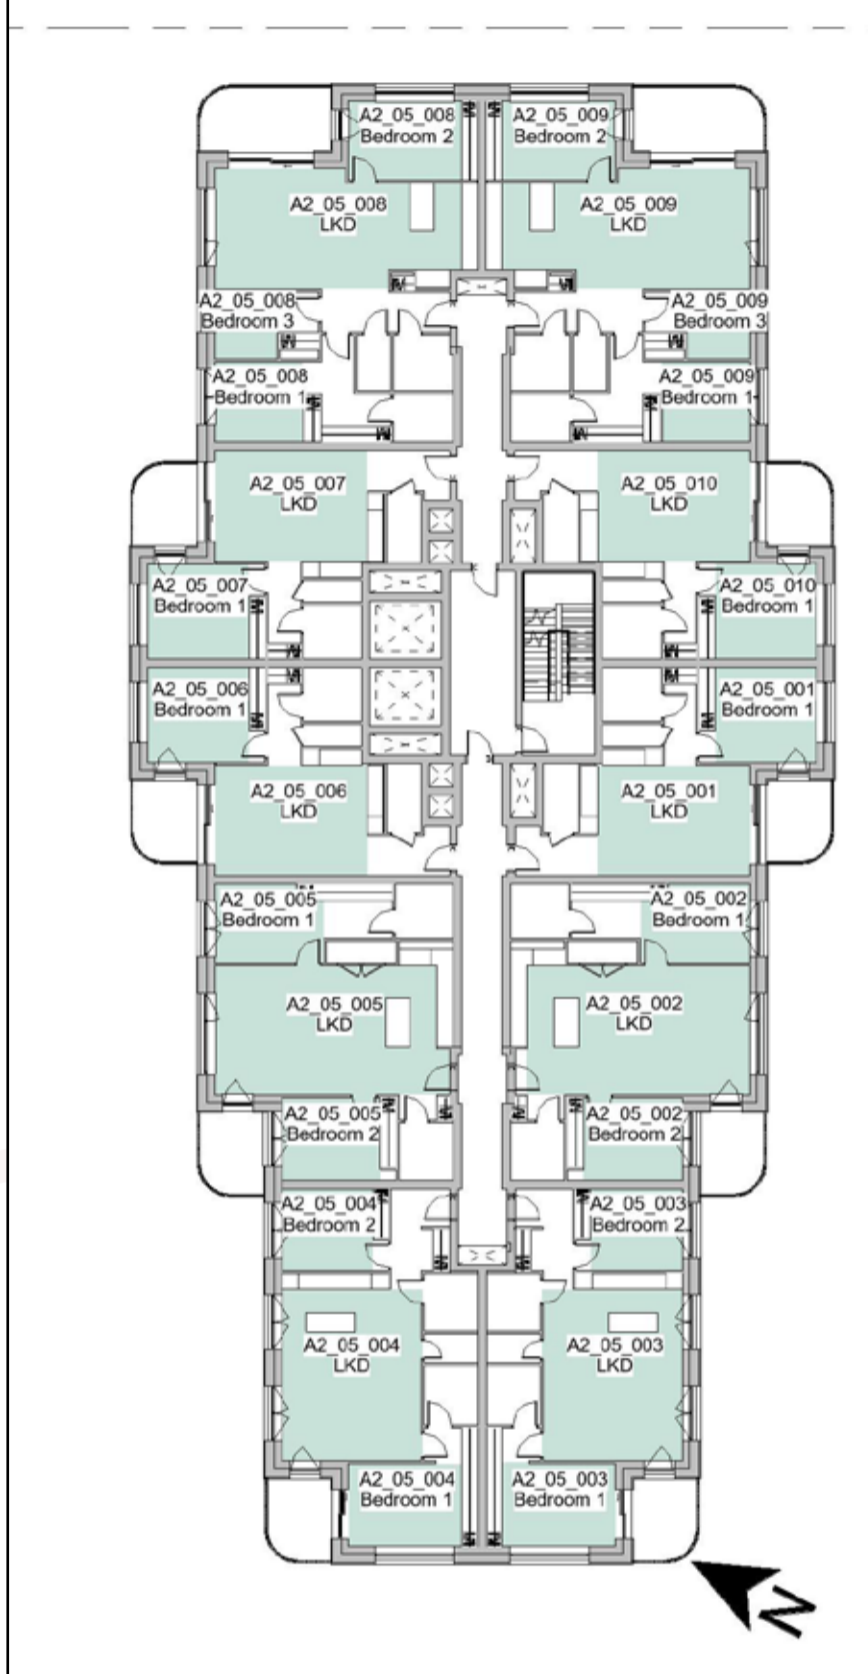 A2_05_008
Bedroom 2
A2_05_009
Bedroom 2
A2_05_008
LKD
A2_05_009
LKD
A2_05_008
Bedroom 3
A2_05_009
Bedroom 3
A2_05_008
Bedroom 1
A2_05_009
Bedroom 1
A2_05_007
LKD
A2_05_010
LKD
A2_05_007
Bedroom 1
A2_05_010
Bedroom 1
A2_05_006
Bedroom 1
A2_05_001
Bedroom 1
A2_05_006
LKD
A2_05_001
LKD
A2_05_005
Bedroom 1
A2_05_002
Bedroom 1
A2_05_005
LKD
A2_05_002
LKD
A2_05_005
Bedroom 2
A2_05_002
Bedroom 2
A2_05_004
Bedroom 2
A2_05_003
Bedroom 2
A2_05_004
LKD
A2_05_003
LKD
A2_05_004
Bedroom 1
A2_05_003
Bedroom 1
N